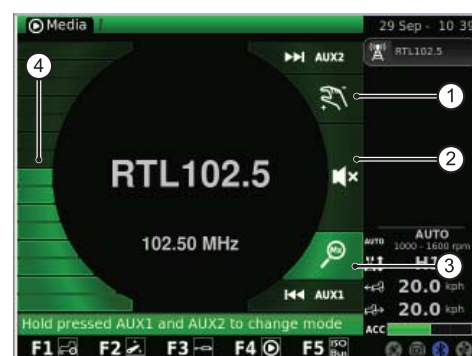 Media
29 Sep - 10 39
AUX2
RTL102.5
4
1
2
RTL102.5
102.50 MHz
Mx
3
AUX1
AUTO
AUTO
1000 - 1600 rpm
20.0 kph
20.0 kph
Hold pressed AUX1 and AUX2 to change mode
ACC
F1 F2 F3 F4 F5 ISO BUS